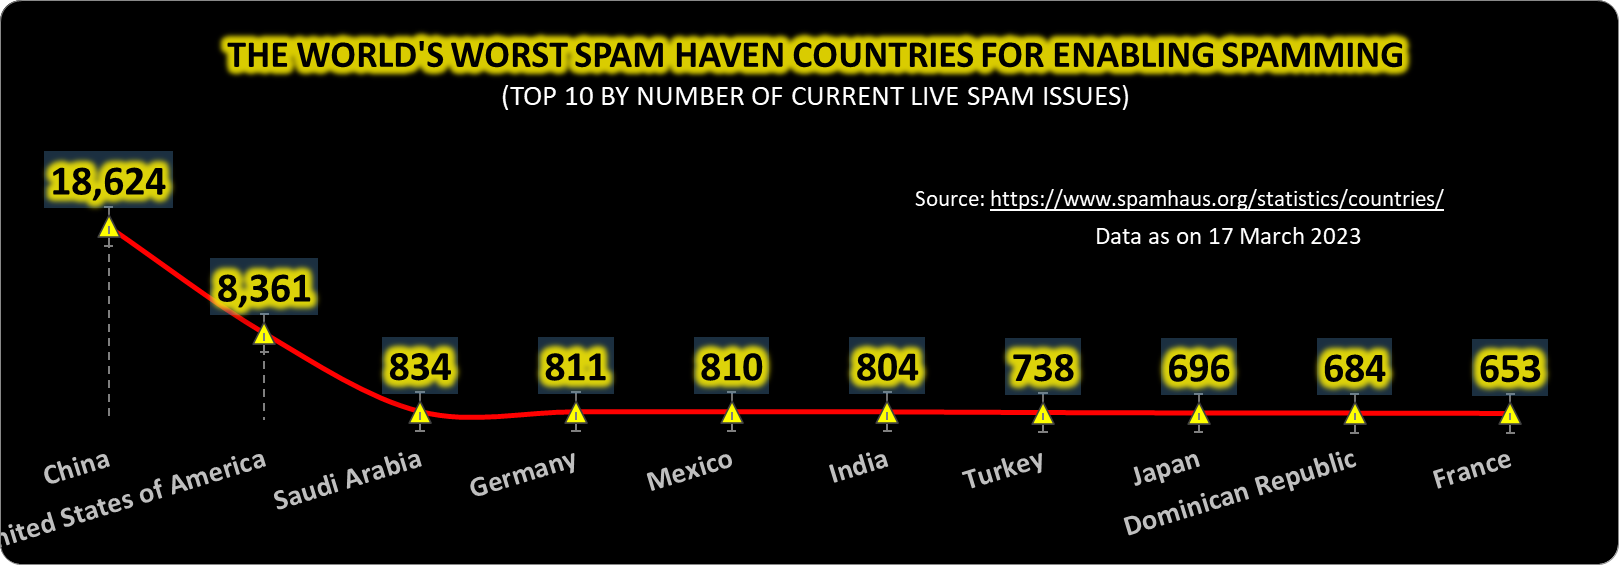 THE WORLD'S WORST SPAM HAVEN COUNTRIES FOR ENABLING SPAMMING
(TOP 10 BY NUMBER OF CURRENT LIVE SPAM ISSUES)
Source: https://www.spamhaus.org/statistics/countries/
Data as on 17 March 2023
18,624
8,361
834
811
810
804
738
696
684
653
China
nited States of America
Saudi Arabia
Germany
Mexico
India
Turkey
Japan
Dominican Republic
France